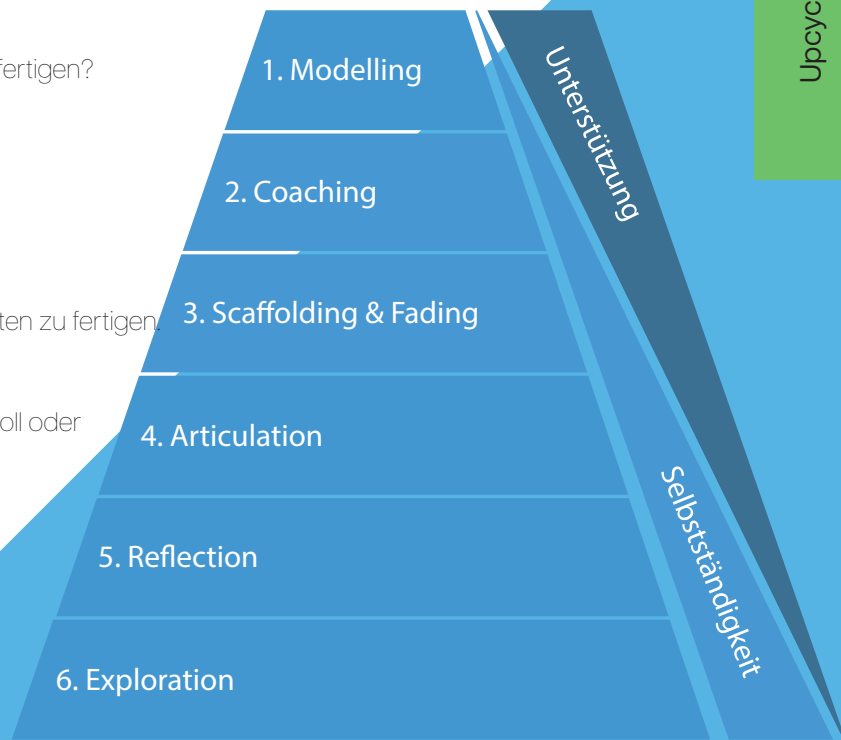 fertigen?
1. Modelling
2. Coaching
ten zu fertigen.
3. Scaffolding & Fading
oll oder
4. Articulation
5. Reflection
6. Exploration
Unterstützung
Selbstständigkeit
Upcyc